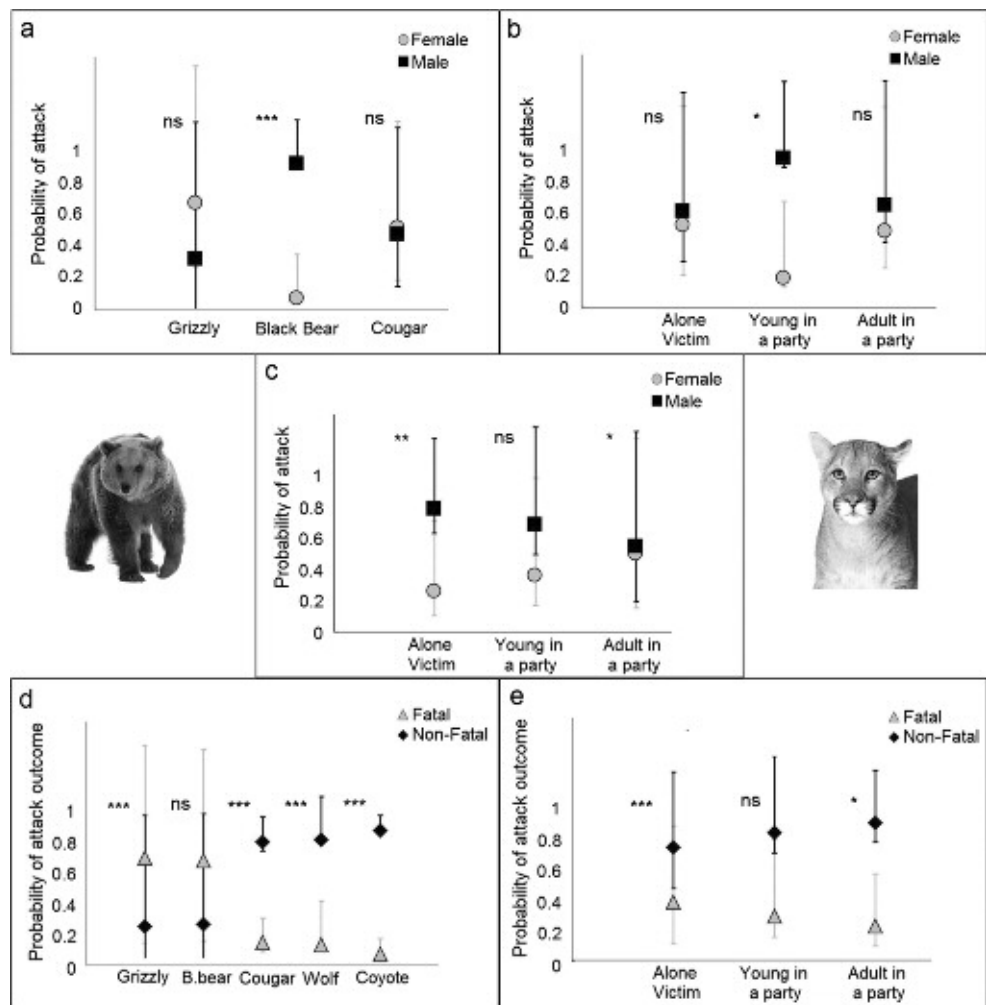 a
Female
Male
ns
***
ns
Probability of attack
1
0.8
0.6
0.4
0.2
0
Grizzly Black Bear Cougar
b
Female
Male
ns
*
ns
Probability of attack
1
0.8
0.6
0.4
0.2
0
Alone Young in Adult in
Victim a party a party
c
Female
Male
**
ns
*
Probability of attack
1
0.8
0.6
0.4
0.2
0
Alone Young in Adult in
Victim a party a party
d
Fatal
Non-Fatal
*** ns *** *** ***
Probability of attack outcome
1
0.8
0.6
0.4
0.2
0
Grizzly B.bear Cougar Wolf Coyote
e
Fatal
Non-Fatal
***
ns
*
Probability of attack outcome
1
0.8
0.6
0.4
0.2
0
Alone Young in Adult in
Victim a party a party